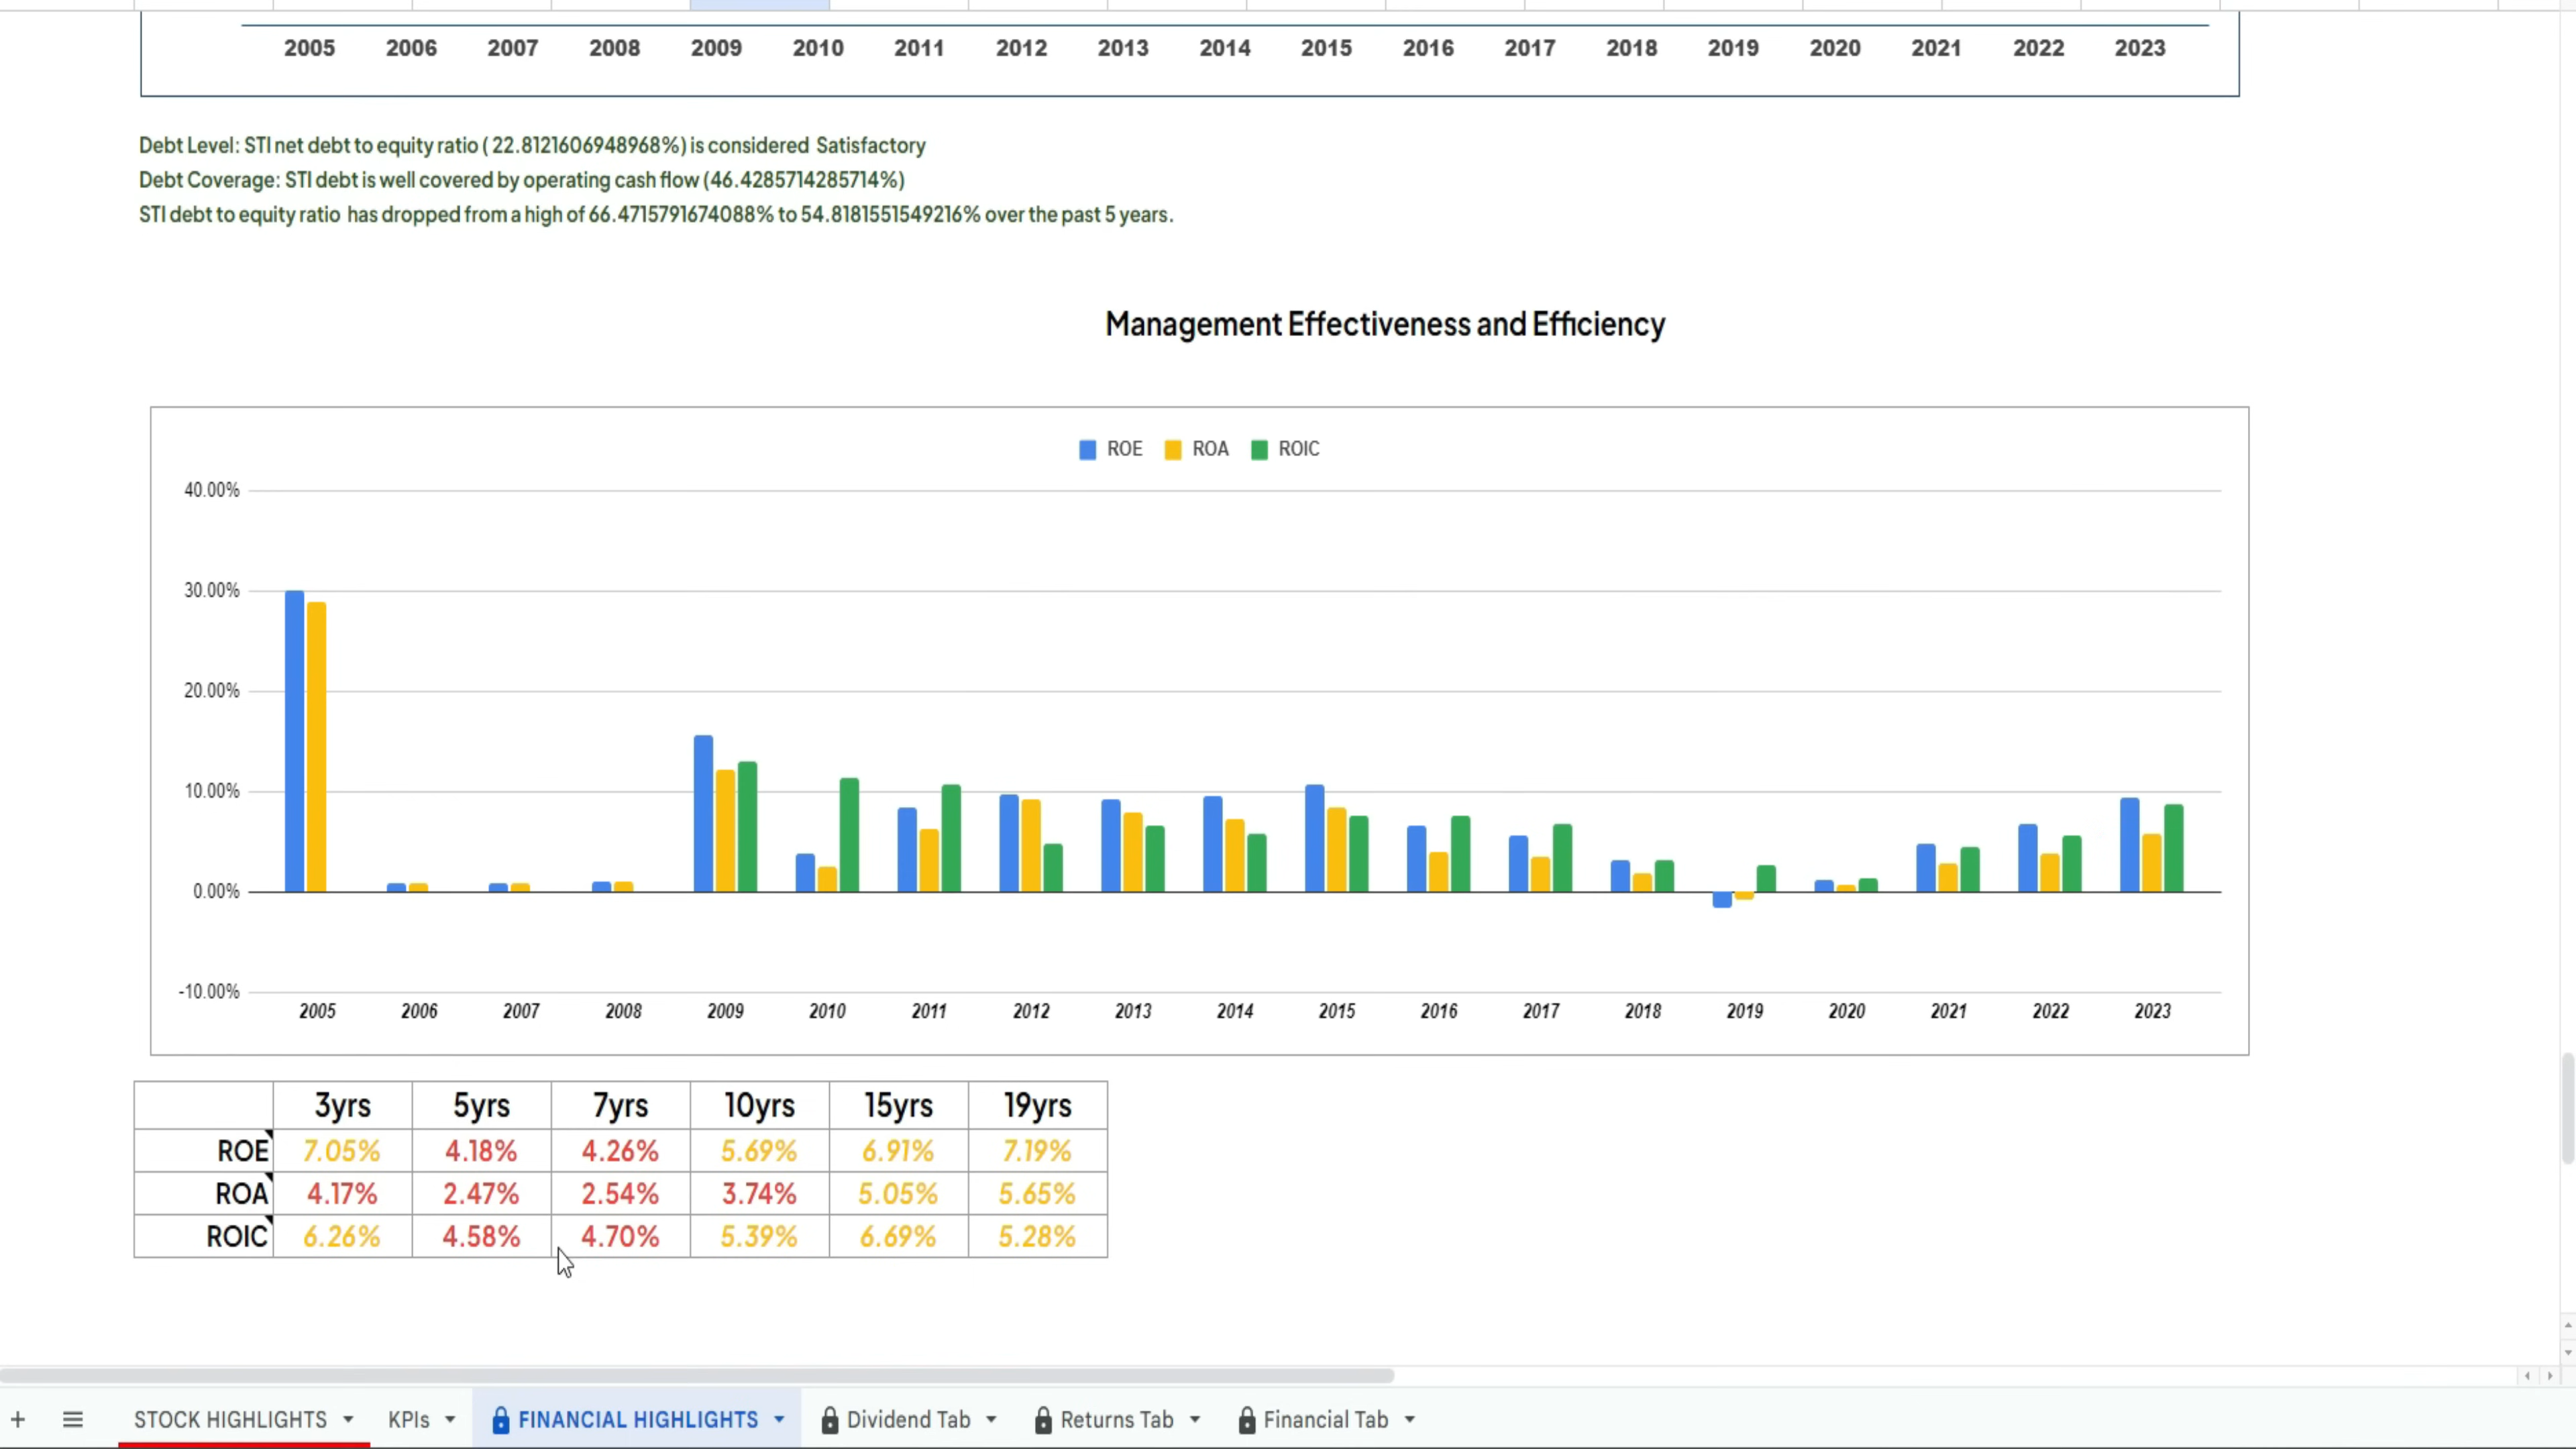 2005 2006 2007 2008 2009 2010 2011 2012 2013 2014 2015 2016 2017 2018 2019 2020 2021 2022 2023
Debt Level: STI net debt to equity ratio ( 22.8121606948968%) is considered Satisfactory
Debt Coverage: STI debt is well covered by operating cash flow (46.4285714285714%)
STI debt to equity ratio has dropped from a high of 66.4715791674088% to 54.8181551549216% over the past 5 years.
Management Effectiveness and Efficiency
ROE ROA ROIC
40.00%
30.00%
20.00%
10.00%
0.00%
-10.00%
2005 2006 2007 2008 2009 2010 2011 2012 2013 2014 2015 2016 2017 2018 2019 2020 2021 2022 2023
3yrs 5yrs 7yrs 10yrs 15yrs 19yrs
ROE 7.05% 4.18% 4.26% 5.69% 6.91% 7.19%
ROA 4.17% 2.47% 2.54% 3.74% 5.05% 5.65%
ROIC 6.26% 4.58% 4.70% 5.39% 6.69% 5.28%
STOCK HIGHLIGHTS KPIs FINANCIAL HIGHLIGHTS Dividend Tab Returns Tab Financial Tab